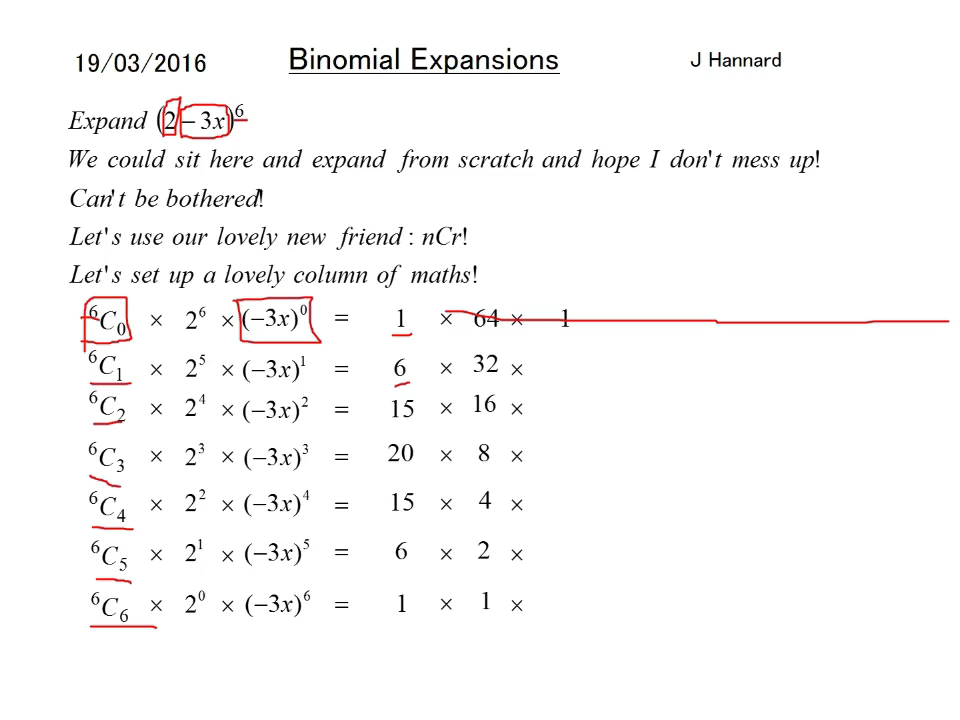 19/03/2016 Binomial Expansions J Hannard
Expand (2 − 3x)⁶
We could sit here and expand from scratch and hope I don't mess up!
Can't be bothered!
Let's use our lovely new friend : nCr!
Let's set up a lovely column of maths!
⁶C₀ × 2⁶ × (−3x)⁰ = 1 × 64 × 1
⁶C₁ × 2⁵ × (−3x)¹ = 6 × 32 ×
⁶C₂ × 2⁴ × (−3x)² = 15 × 16 ×
⁶C₃ × 2³ × (−3x)³ = 20 × 8 ×
⁶C₄ × 2² × (−3x)⁴ = 15 × 4 ×
⁶C₅ × 2¹ × (−3x)⁵ = 6 × 2 ×
⁶C₆ × 2⁰ × (−3x)⁶ = 1 × 1 ×